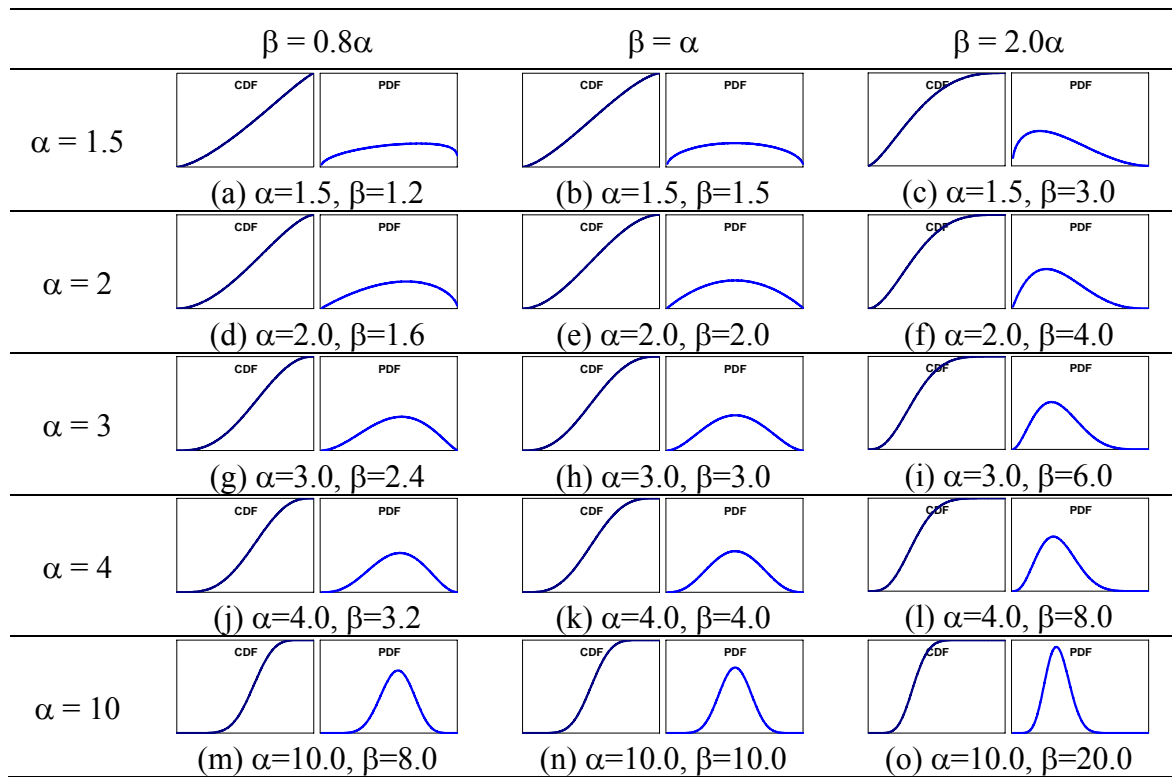 β = 0.8α β = α β = 2.0α
CDF PDF CDF PDF CDF PDF
α = 1.5
(a) α=1.5, β=1.2 (b) α=1.5, β=1.5 (c) α=1.5, β=3.0
CDF PDF CDF PDF CDF PDF
α = 2
(d) α=2.0, β=1.6 (e) α=2.0, β=2.0 (f) α=2.0, β=4.0
CDF PDF CDF PDF CDF PDF
α = 3
(g) α=3.0, β=2.4 (h) α=3.0, β=3.0 (i) α=3.0, β=6.0
CDF PDF CDF PDF CDF PDF
α = 4
(j) α=4.0, β=3.2 (k) α=4.0, β=4.0 (l) α=4.0, β=8.0
CDF PDF CDF PDF CDF PDF
α = 10
(m) α=10.0, β=8.0 (n) α=10.0, β=10.0 (o) α=10.0, β=20.0